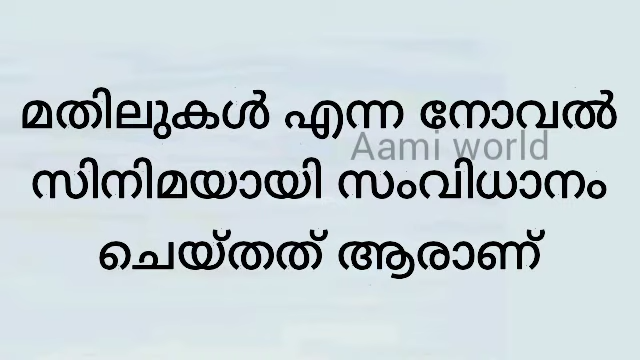 മതിലുകൾ എന്ന നോവൽ
Aami world
സിനിമയായി സംവിധാനം
ചെയ്തത് ആരാണ്